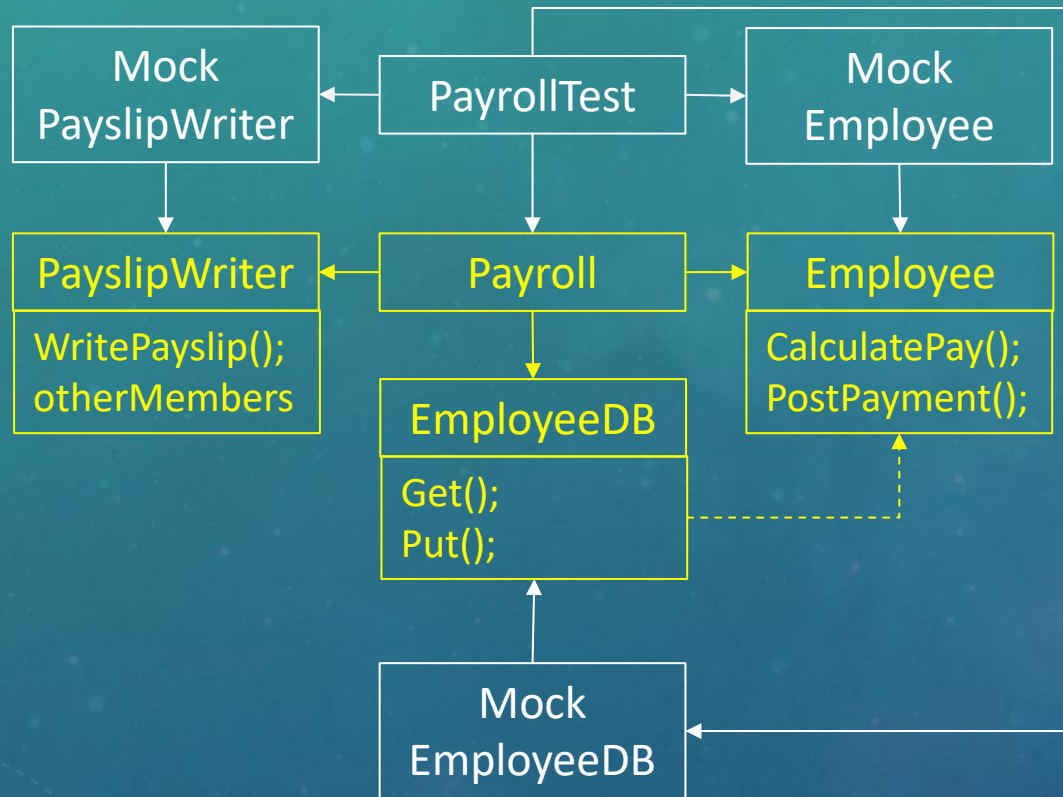 Mock
PayslipWriter
PayrollTest
Mock
Employee
PayslipWriter
WritePayslip();
otherMembers
Payroll
Employee
CalculatePay();
PostPayment();
EmployeeDB
Get();
Put();
Mock
EmployeeDB